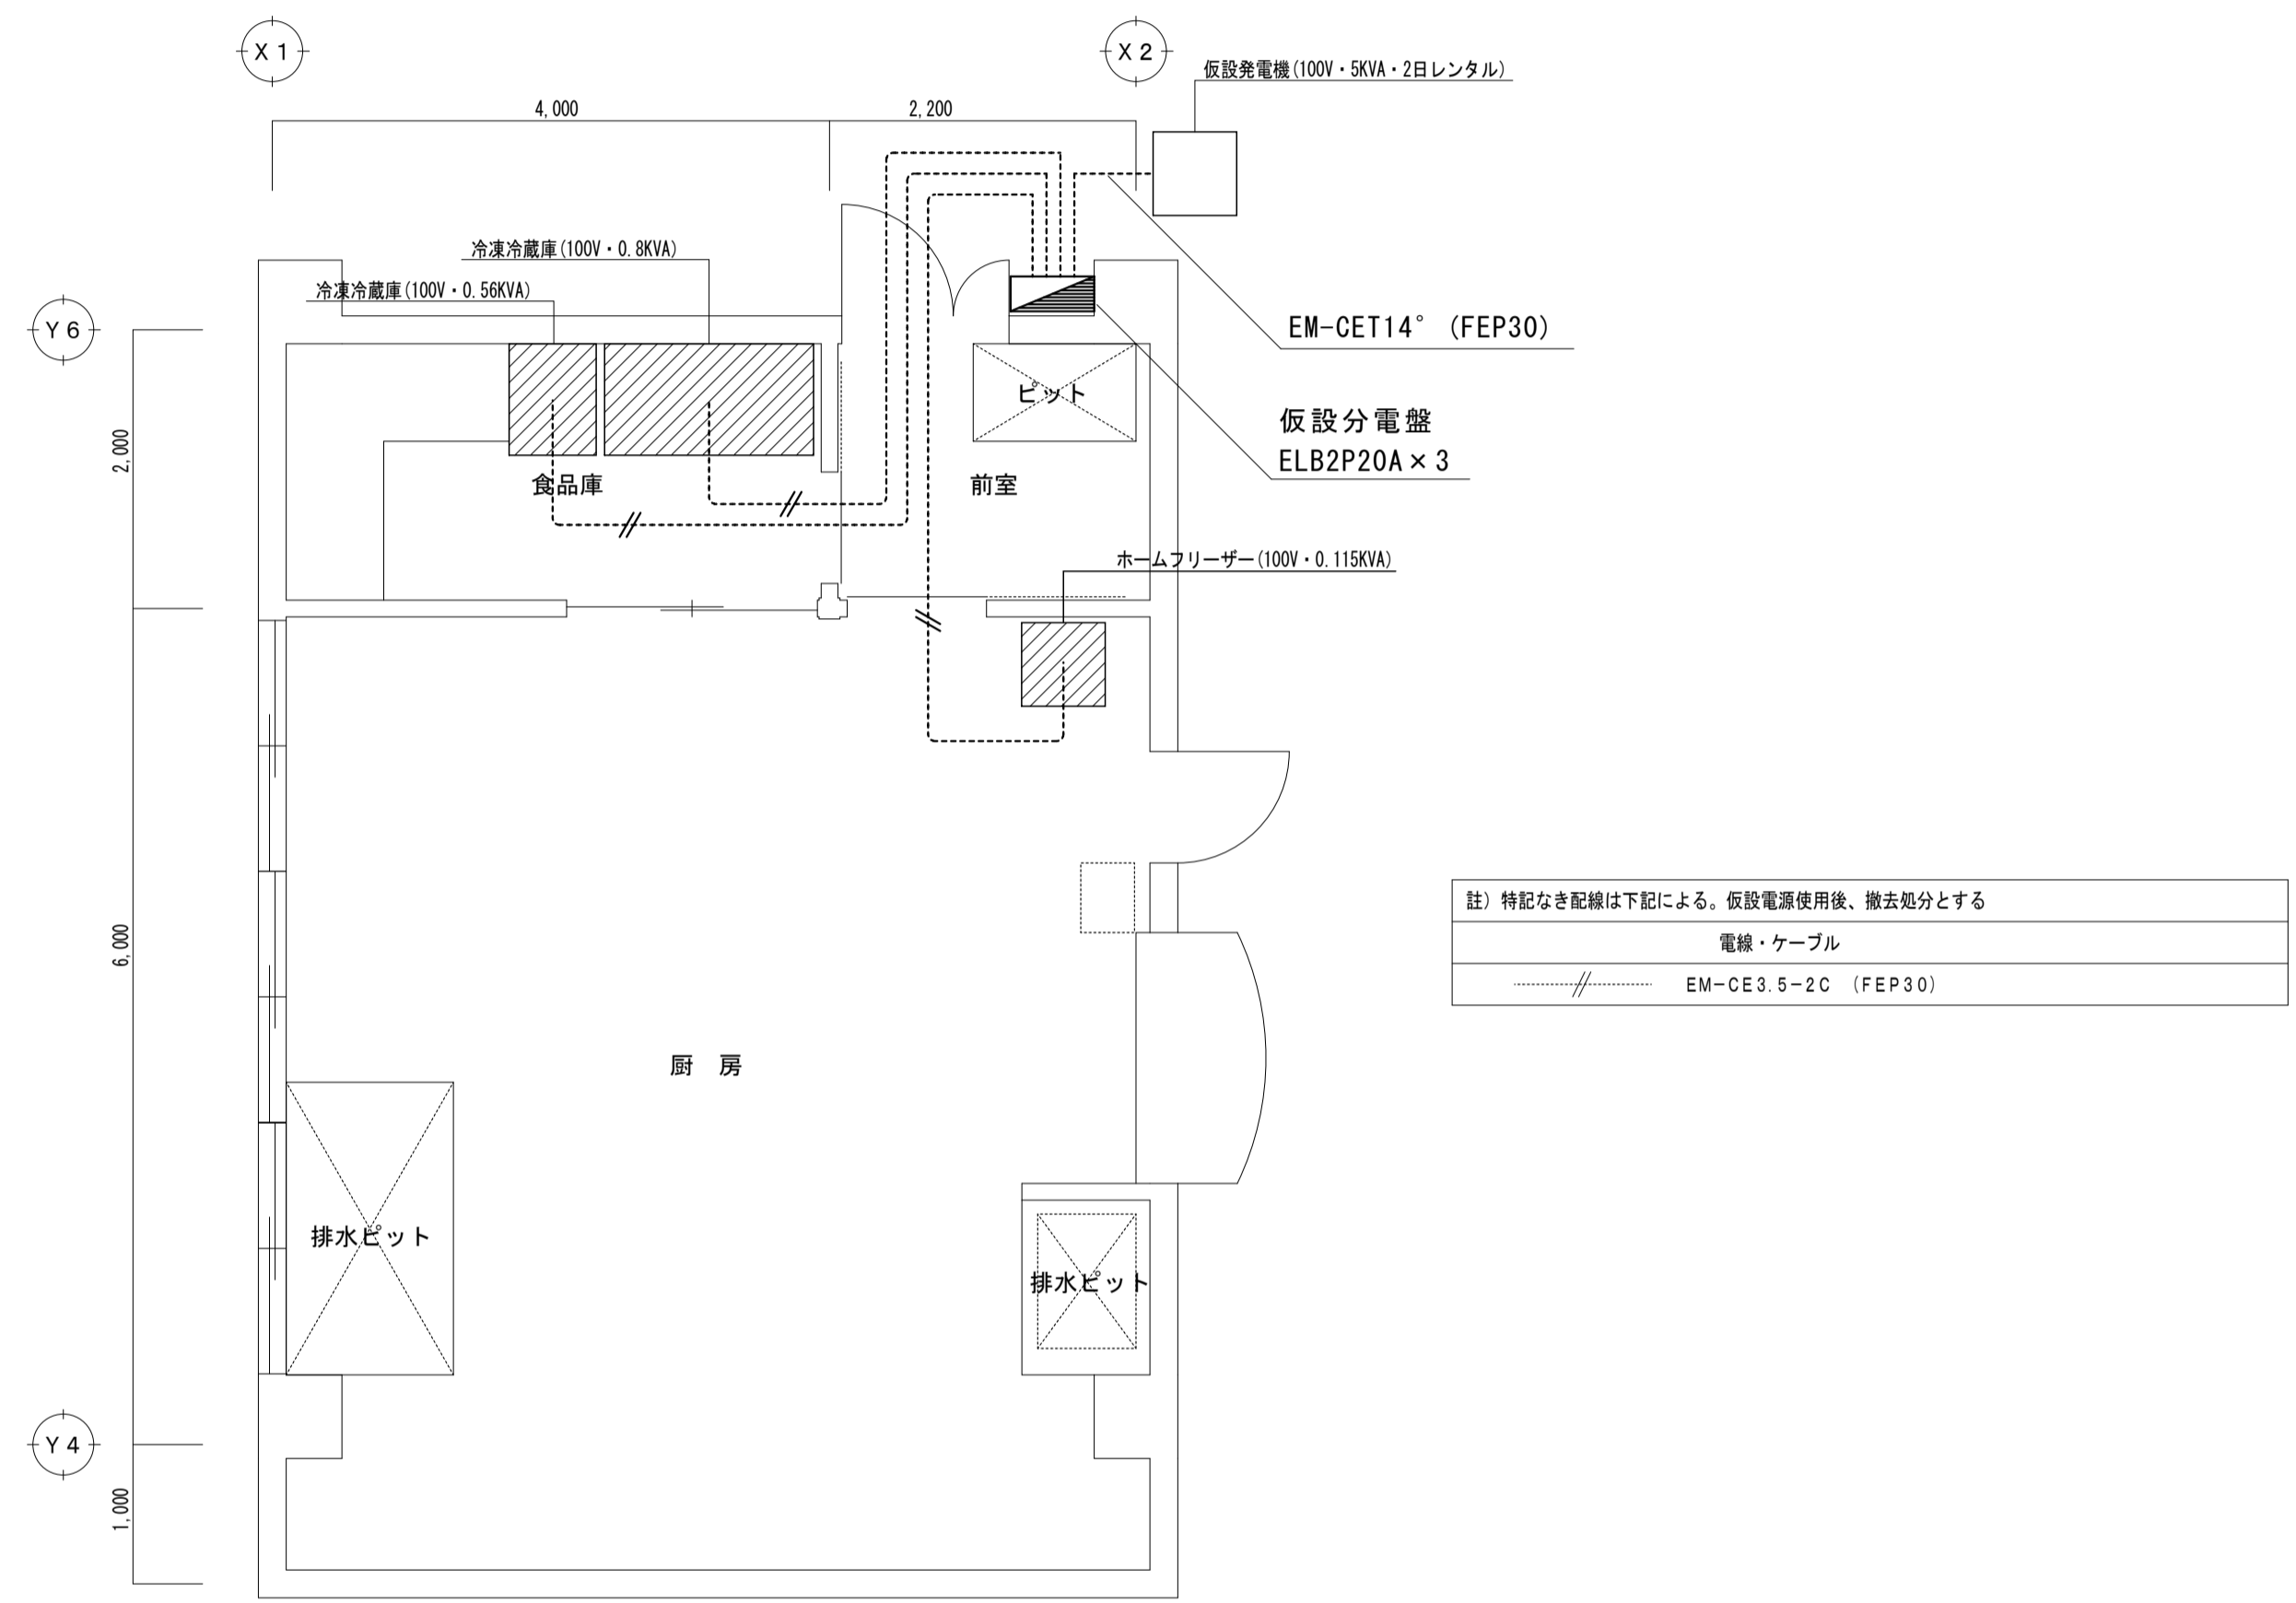 X1
X2
仮設発電機(100V・5KVA・2日レンタル)
4,000
2,200
冷凍冷蔵庫(100V・0.8KVA)
冷凍冷蔵庫(100V・0.56KVA)
Y6
EM-CET14° (FEP30)
ピット
仮設分電盤
ELB2P20A×3
2,000
食品庫
前室
ホームフリーザー(100V・0.115KVA)
註) 特記なき配線は下記による。仮設電源使用後、撤去処分とする
6,000
電線・ケーブル
EM-CE3.5-2C (FEP30)
厨 房
排水ピット
排水ピット
Y4
1,000